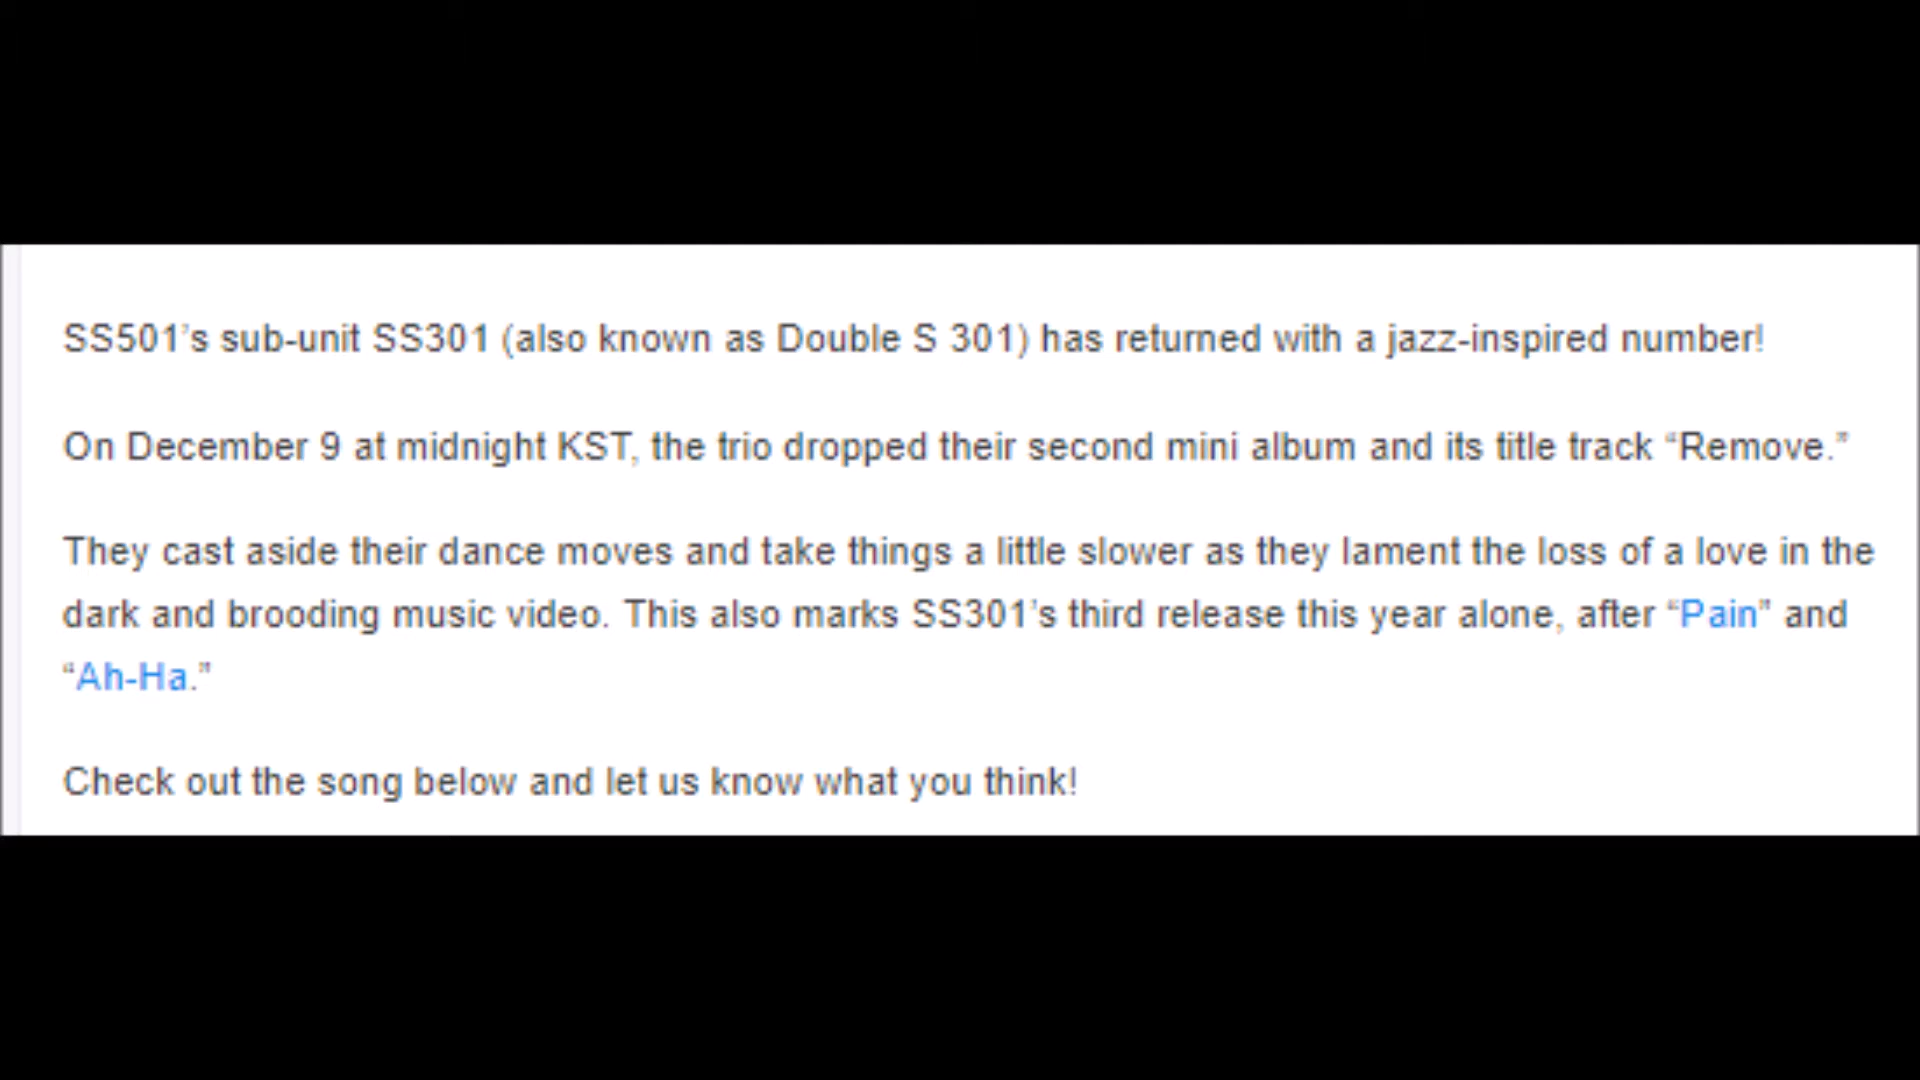 SS501’s sub-unit SS301 (also known as Double S 301) has returned with a jazz-inspired number!
On December 9 at midnight KST, the trio dropped their second mini album and its title track “Remove.”
They cast aside their dance moves and take things a little slower as they lament the loss of a love in the
dark and brooding music video. This also marks SS301’s third release this year alone, after “Pain” and
“Ah-Ha.”
Check out the song below and let us know what you think!